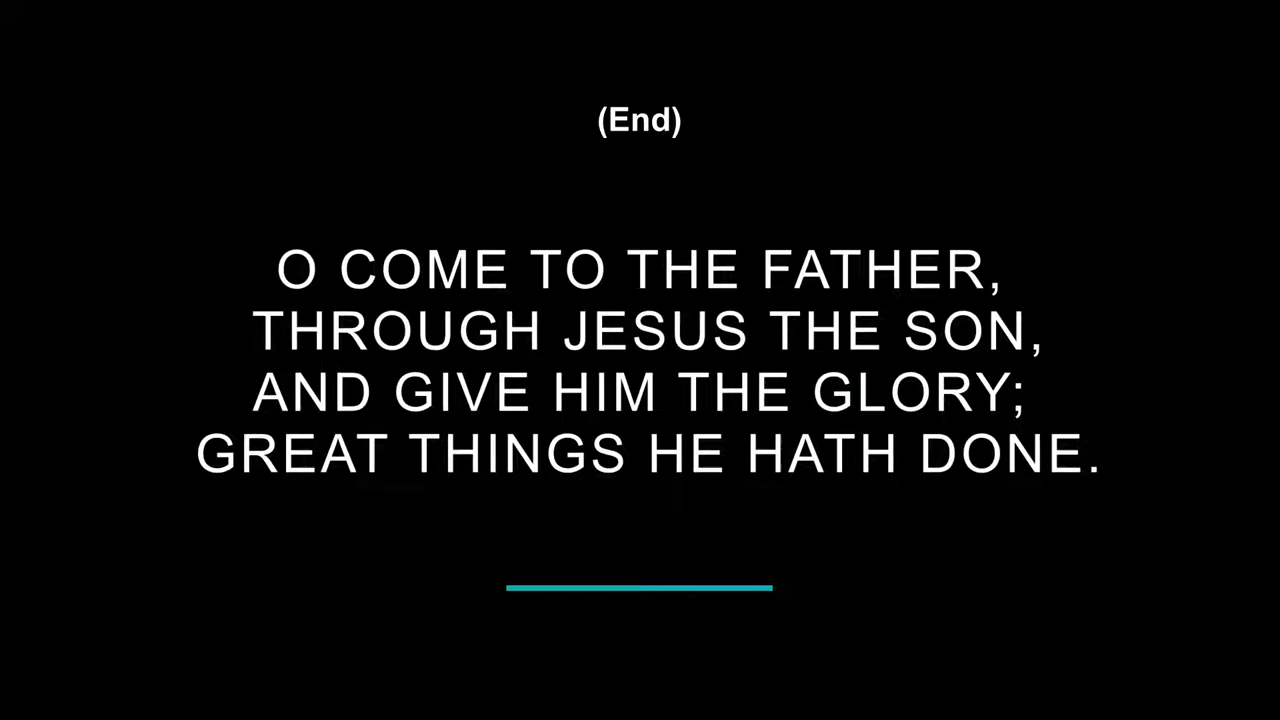 (End)
O COME TO THE FATHER,
THROUGH JESUS THE SON,
AND GIVE HIM THE GLORY;
GREAT THINGS HE HATH DONE.